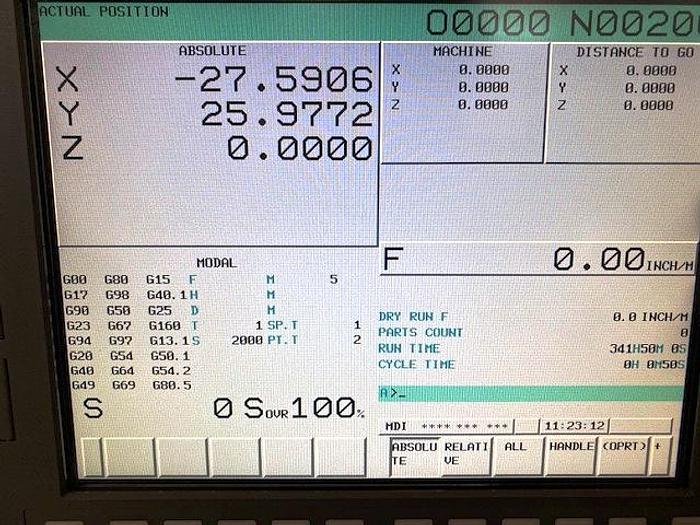 ACTUAL POSITION
O0000 N0020
ABSOLUTE
X -27.5906
Y 25.9772
Z 0.0000
MACHINE
X 0.0000
Y 0.0000
Z 0.0000
DISTANCE TO GO
X 0.0000
Y 0.0000
Z 0.0000
F 0.00 INCH/M
MODAL
G00 G80 G15 F M 5
G17 G98 G40.1 H M
G90 G50 G25 D M
G23 G67 G160 T 1 SP.T 1
G94 G97 G13.1 S 2000 PT.T 2
G20 G54 G50.1
G40 G64 G54.2
G49 G69 G80.5
S 0 SOVR100%
DRY RUN F 0.0 INCH/M
PARTS COUNT 0
RUN TIME 341H50M 0S
CYCLE TIME 0H 0M50S
A>_
MDI **** *** *** 11:23:12
ABSOLU
TE
RELATI
VE
ALL
HANDLE
(OPRT)
+